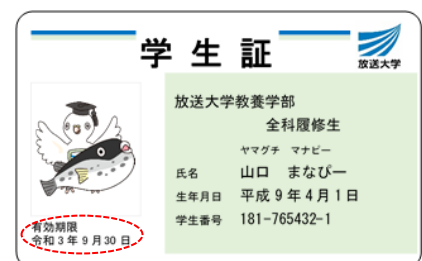 学生証
放送大学
放送大学教養学部
全科履修生
ヤマグチ マナピー
氏名 山口 まなぴー
生年月日 平成9年4月1日
学生番号 181-765432-1
有効期限
令和3年9月30日